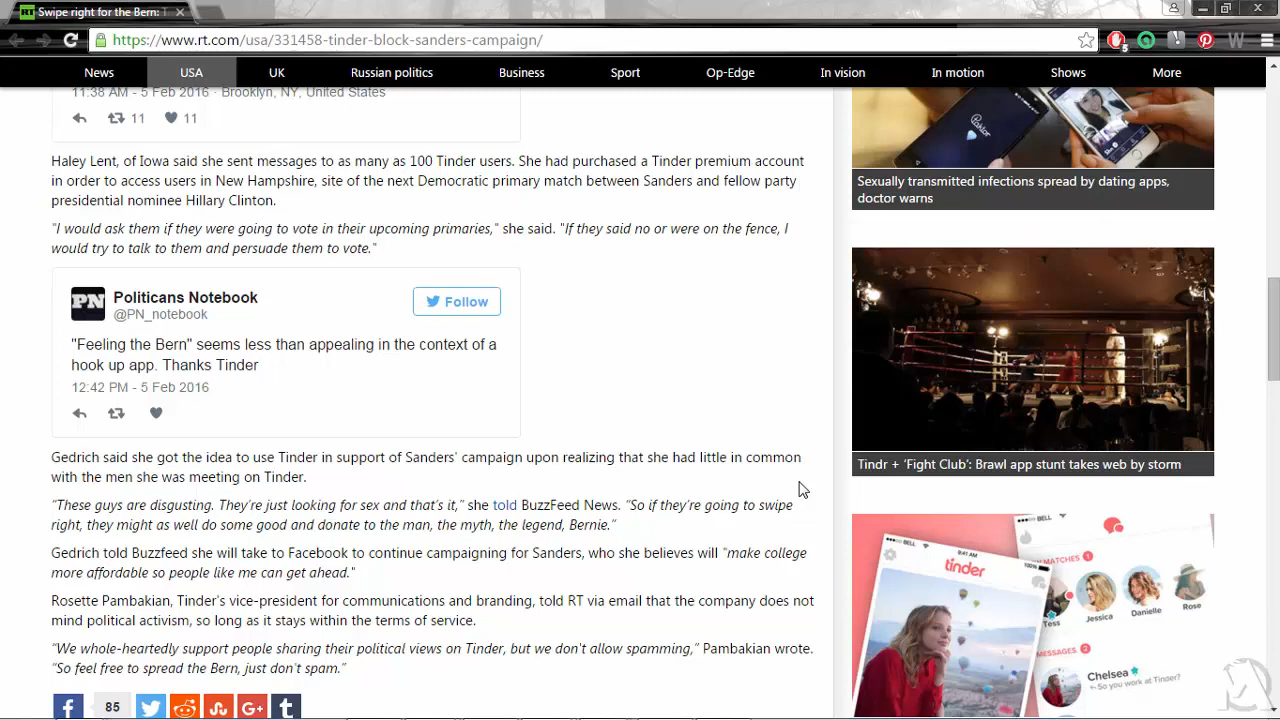 Swipe right for the Bern: T
https://www.rt.com/usa/331458-tinder-block-sanders-campaign/
5
News USA UK Russian politics Business Sport Op-Edge In vision In motion Shows More
11:38 AM - 5 Feb 2016 · Brooklyn, NY, United States
11 11
Haley Lent, of Iowa said she sent messages to as many as 100 Tinder users. She had purchased a Tinder premium account
in order to access users in New Hampshire, site of the next Democratic primary match between Sanders and fellow party
presidential nominee Hillary Clinton.
"I would ask them if they were going to vote in their upcoming primaries," she said. "If they said no or were on the fence, I
would try to talk to them and persuade them to vote."
PN
Politicans Notebook
@PN_notebook
Follow
"Feeling the Bern" seems less than appealing in the context of a
hook up app. Thanks Tinder
12:42 PM - 5 Feb 2016
Gedrich said she got the idea to use Tinder in support of Sanders' campaign upon realizing that she had little in common
with the men she was meeting on Tinder.
"These guys are disgusting. They're just looking for sex and that's it," she told BuzzFeed News. "So if they're going to swipe
right, they might as well do some good and donate to the man, the myth, the legend, Bernie."
Gedrich told Buzzfeed she will take to Facebook to continue campaigning for Sanders, who she believes will "make college
more affordable so people like me can get ahead."
Rosette Pambakian, Tinder's vice-president for communications and branding, told RT via email that the company does not
mind political activism, so long as it stays within the terms of service.
"We whole-heartedly support people sharing their political views on Tinder, but we don't allow spamming," Pambakian wrote.
"So feel free to spread the Bern, just don't spam."
85
Paktor
Sexually transmitted infections spread by dating apps,
doctor warns
Tindr + 'Fight Club': Brawl app stunt takes web by storm
BELL
9:41 AM
100%
tinder
BELL
MATCHES 1
Tess Jessica Danielle Rose
MESSAGES 2
Chelsea
So you work at Tinder?